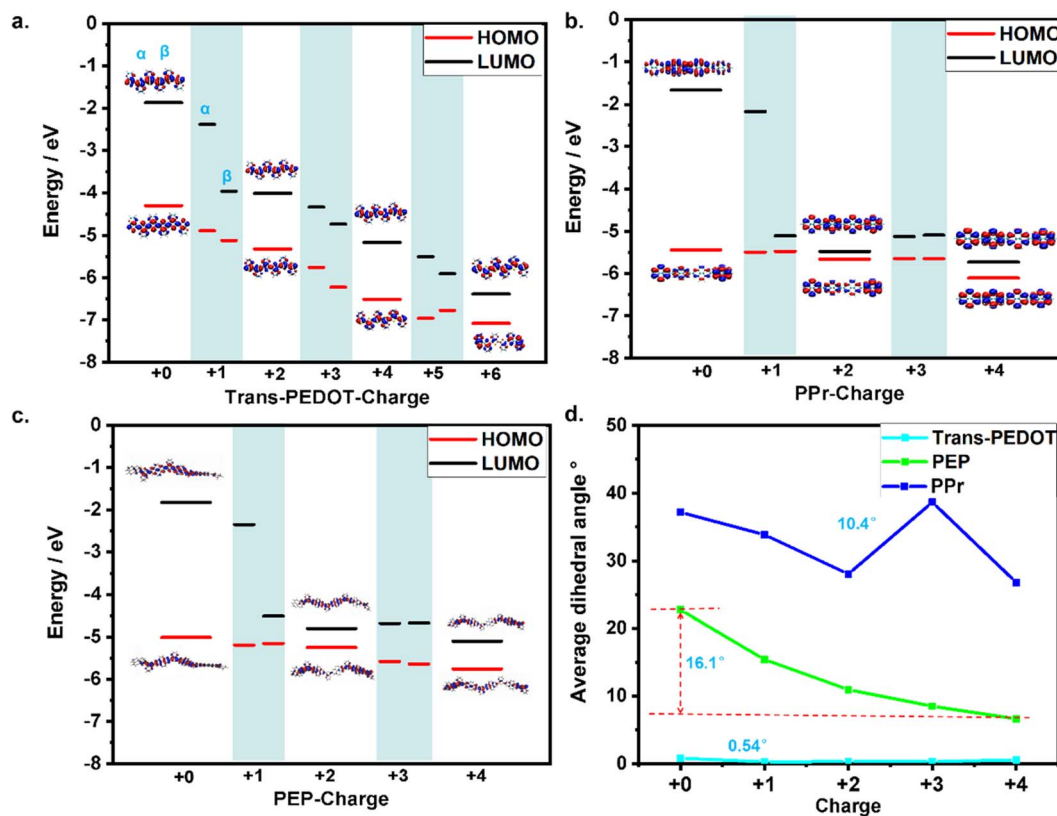 a.
0
-1
-2
-3
-4
-5
-6
-7
-8
Energy / eV
HOMO
LUMO
α β
α
β
+0 +1 +2 +3 +4 +5 +6
Trans-PEDOT-Charge
b.
0
-1
-2
-3
-4
-5
-6
-7
-8
Energy / eV
HOMO
LUMO
+0 +1 +2 +3 +4
PPr-Charge
c.
0
-1
-2
-3
-4
-5
-6
-7
-8
Energy / eV
HOMO
LUMO
+0 +1 +2 +3 +4
PEP-Charge
d.
50
40
30
20
10
0
Average dihedral angle°
Trans-PEDOT
PEP
PPr
10.4°
16.1°
0.54°
+0 +1 +2 +3 +4
Charge